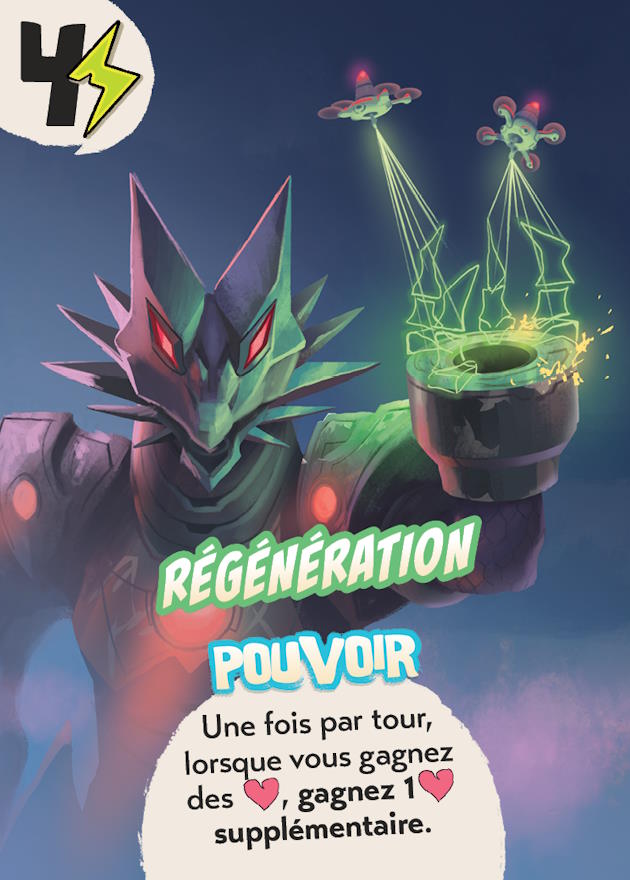 4
RÉGÉNÉRATION
POUVOIR
Une fois par tour,
lorsque vous gagnez
des ❤, gagnez 1❤
supplémentaire.